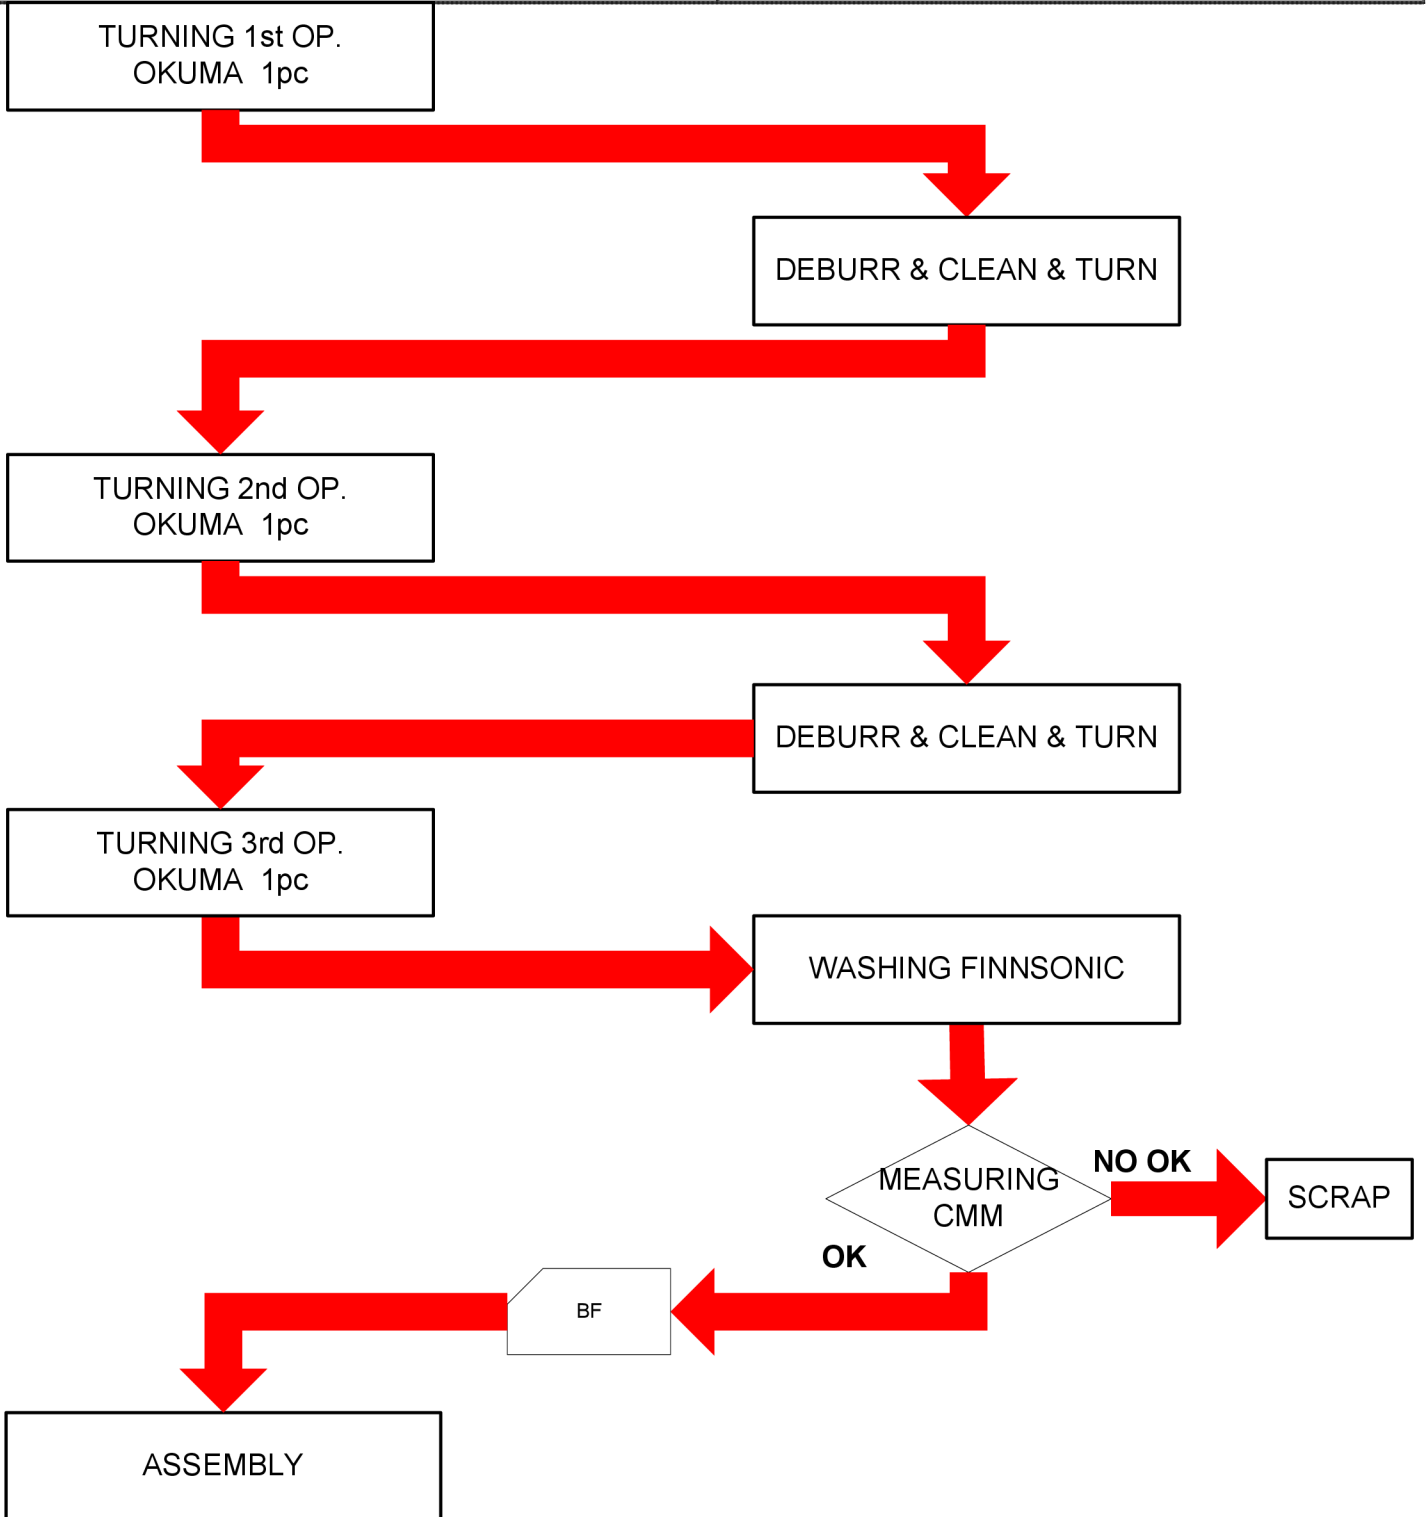 TURNING 1st OP.
OKUMA  1pc
DEBURR & CLEAN & TURN
TURNING 2nd OP.
OKUMA  1pc
DEBURR & CLEAN & TURN
TURNING 3rd OP.
OKUMA  1pc
WASHING FINNSONIC
MEASURING
CMM
NO OK
SCRAP
OK
BF
ASSEMBLY